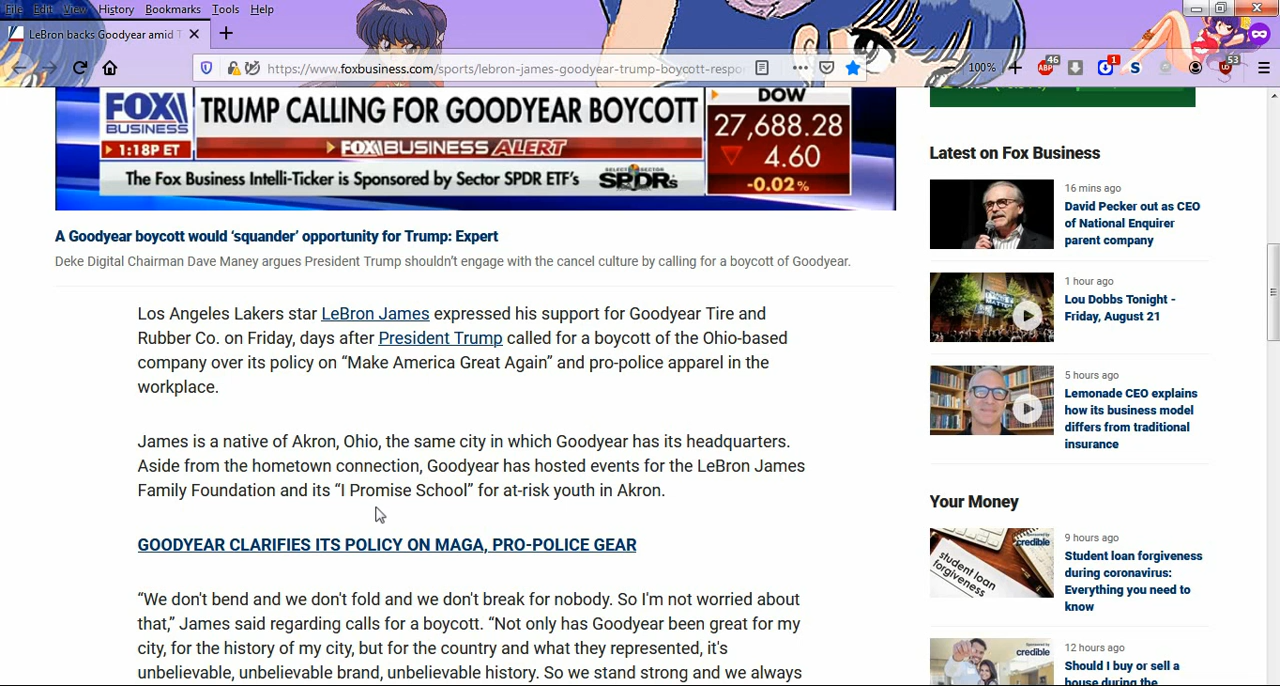 File Edit View History Bookmarks Tools Help
LeBron backs Goodyear amid T
https://www.foxbusiness.com/sports/lebron-james-goodyear-trump-boycott-respo
100%
46
1
S
53
FOX
BUSINESS
1:18P ET
TRUMP CALLING FOR GOODYEAR BOYCOTT
FOX BUSINESS ALERT
The Fox Business Intelli-Ticker is Sponsored by Sector SPDR ETF's
SELECT SECTOR
SPDRs
DOW
27,688.28
4.60
-0.02%
A Goodyear boycott would ‘squander’ opportunity for Trump: Expert
Deke Digital Chairman Dave Maney argues President Trump shouldn’t engage with the cancel culture by calling for a boycott of Goodyear.
Los Angeles Lakers star LeBron James expressed his support for Goodyear Tire and
Rubber Co. on Friday, days after President Trump called for a boycott of the Ohio-based
company over its policy on “Make America Great Again” and pro-police apparel in the
workplace.
James is a native of Akron, Ohio, the same city in which Goodyear has its headquarters.
Aside from the hometown connection, Goodyear has hosted events for the LeBron James
Family Foundation and its “I Promise School” for at-risk youth in Akron.
GOODYEAR CLARIFIES ITS POLICY ON MAGA, PRO-POLICE GEAR
“We don't bend and we don't fold and we don't break for nobody. So I'm not worried about
that,” James said regarding calls for a boycott. “Not only has Goodyear been great for my
city, for the history of my city, but for the country and what they represented, it's
unbelievable, unbelievable brand, unbelievable history. So we stand strong and we always
Latest on Fox Business
16 mins ago
David Pecker out as CEO
of National Enquirer
parent company
1 hour ago
Lou Dobbs Tonight -
Friday, August 21
5 hours ago
Lemonade CEO explains
how its business model
differs from traditional
insurance
Your Money
credible
student loan
forgiveness
9 hours ago
Student loan forgiveness
during coronavirus:
Everything you need to
know
credible
12 hours ago
Should I buy or sell a
house during the